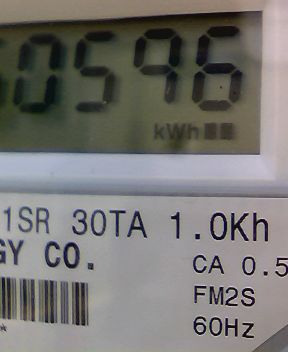 0596
kWh
1SR 30TA 1.0Kh
GY CO.
CA 0.5
FM2S
60Hz